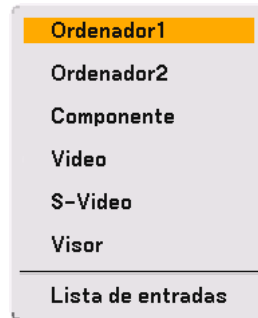 Ordenador1
Ordenador2
Componente
Video
S-Video
Visor
Lista de entradas